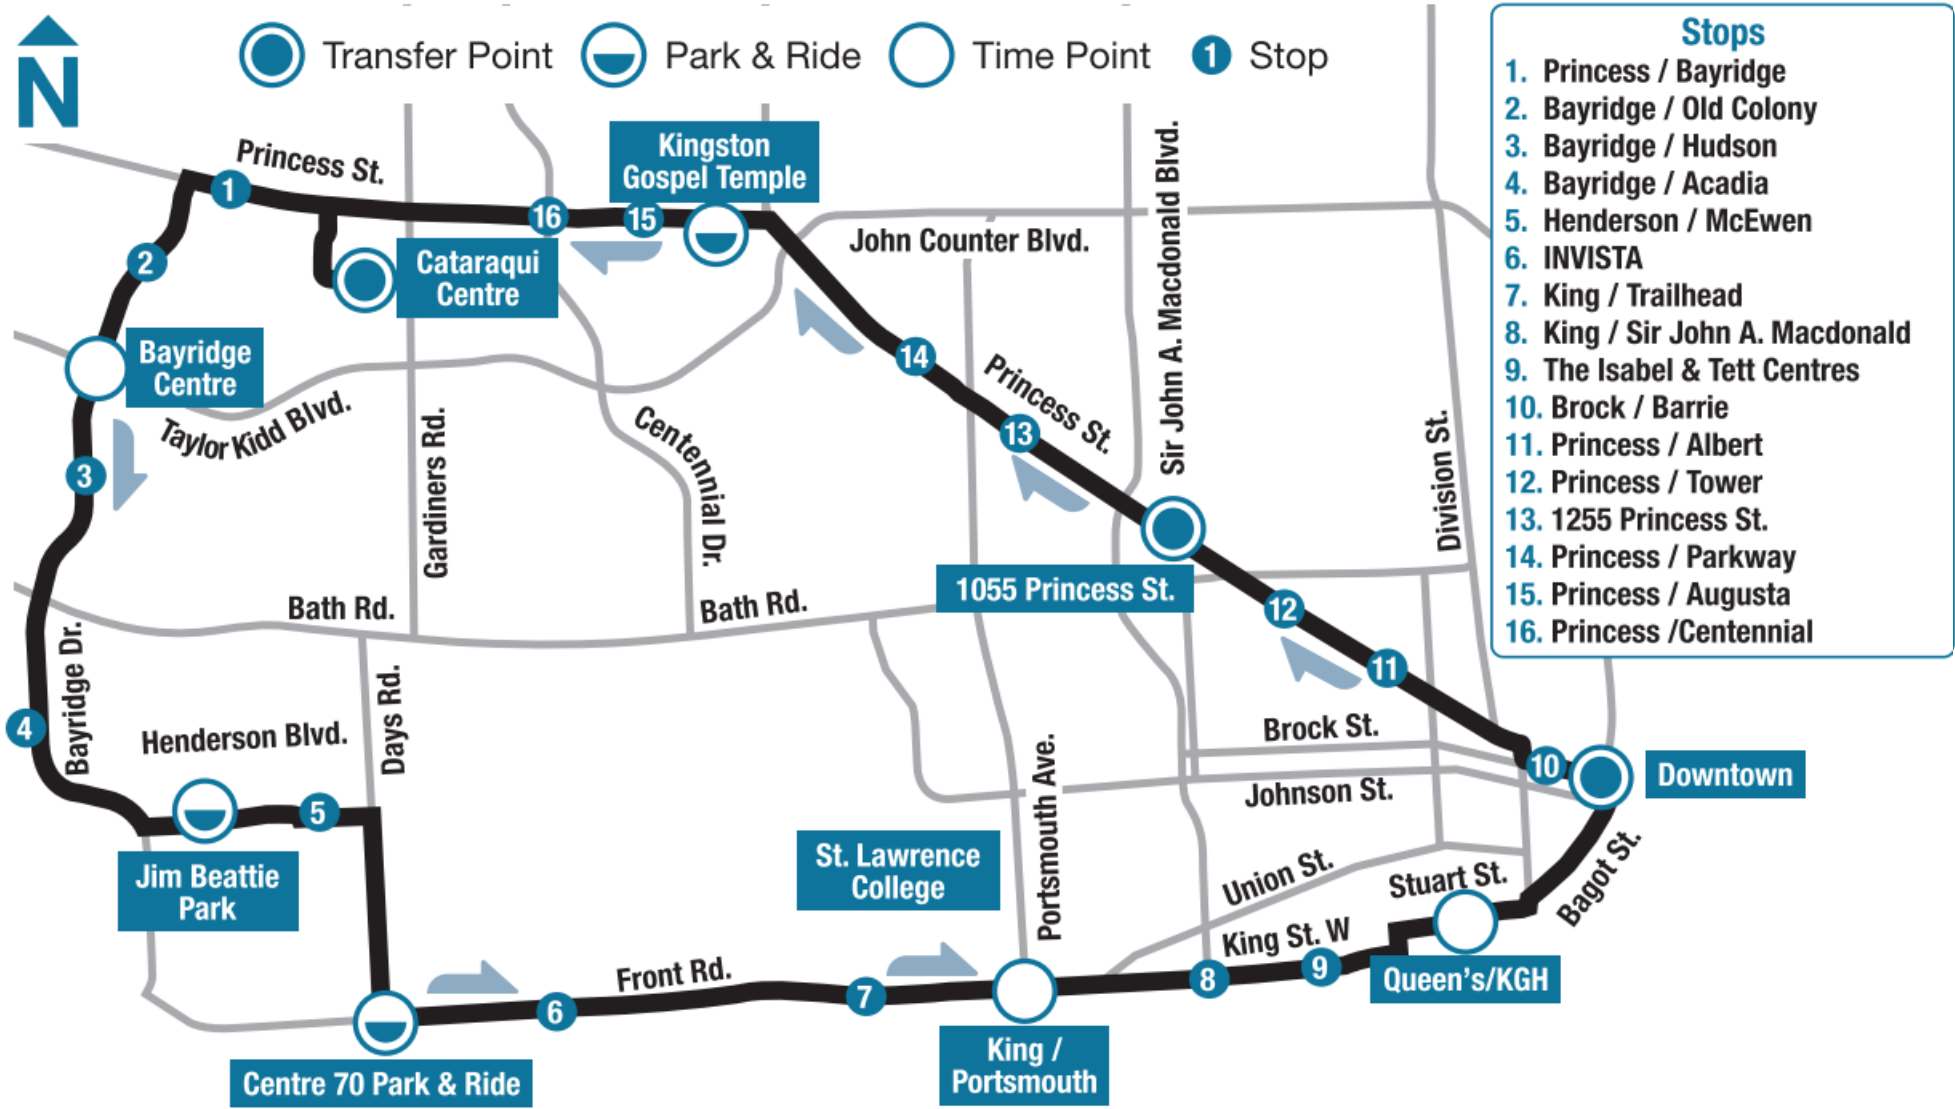 N
Transfer Point
Park & Ride
Time Point
1 Stop
Stops
1. Princess / Bayridge
2. Bayridge / Old Colony
3. Bayridge / Hudson
4. Bayridge / Acadia
5. Henderson / McEwen
6. INVISTA
7. King / Trailhead
8. King / Sir John A. Macdonald
9. The Isabel & Tett Centres
10. Brock / Barrie
11. Princess / Albert
12. Princess / Tower
13. 1255 Princess St.
14. Princess / Parkway
15. Princess / Augusta
16. Princess /Centennial
Princess St.
Kingston
Gospel Temple
1
16
15
John Counter Blvd.
Sir John A. Macdonald Blvd.
2
Cataraqui
Centre
Bayridge
Centre
14
Princess St.
Taylor Kidd Blvd.
Gardiners Rd.
Centennial Dr.
13
Division St.
3
Bath Rd.
Bath Rd.
1055 Princess St.
12
11
Bayridge Dr.
4
Henderson Blvd.
Days Rd.
Brock St.
10
Downtown
Johnson St.
5
Portsmouth Ave.
Jim Beattie
Park
St. Lawrence
College
Union St.
Stuart St.
Bagot St.
King St. W
Front Rd.
6
7
8
9
Queen's/KGH
King /
Portsmouth
Centre 70 Park & Ride